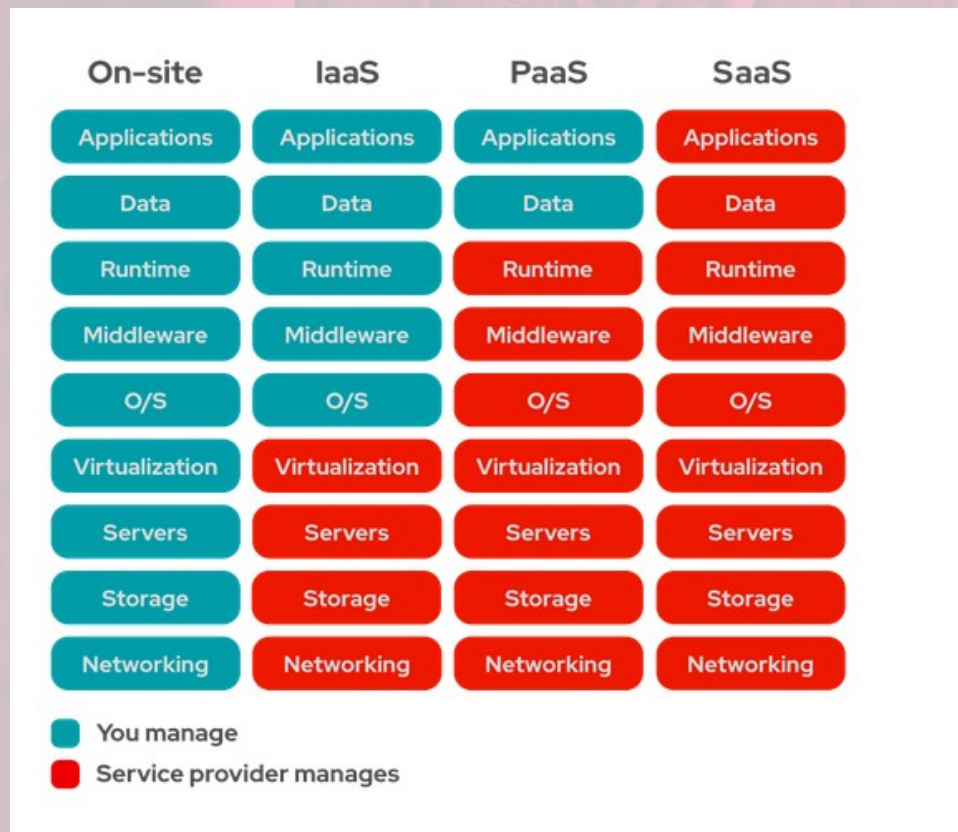 On-site IaaS PaaS SaaS
Applications Applications Applications Applications
Data Data Data Data
Runtime Runtime Runtime Runtime
Middleware Middleware Middleware Middleware
O/S O/S O/S O/S
Virtualization Virtualization Virtualization Virtualization
Servers Servers Servers Servers
Storage Storage Storage Storage
Networking Networking Networking Networking
You manage
Service provider manages